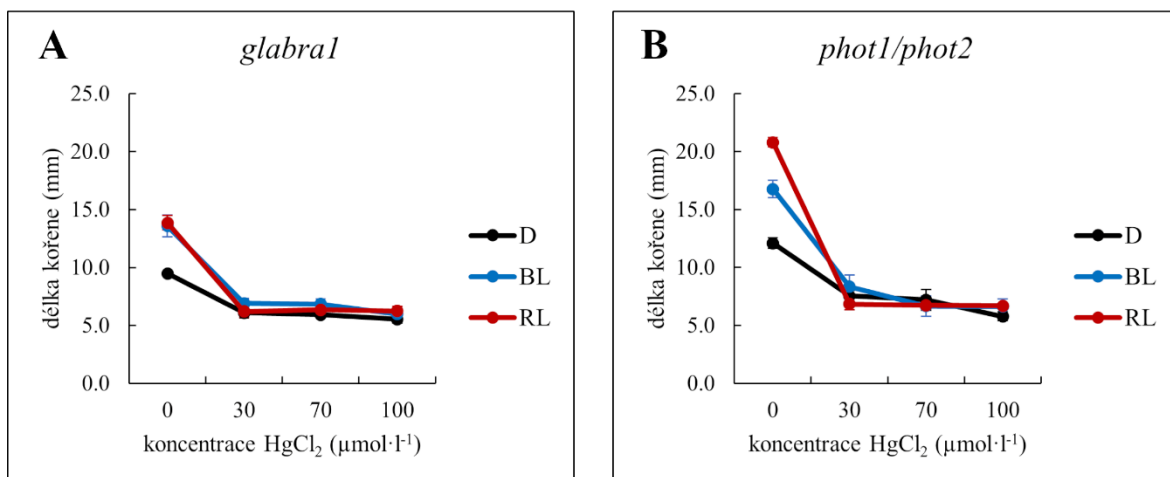 A
glabra1
25.0
20.0
15.0
10.0
5.0
0.0
délka kořene (mm)
0 30 70 100
koncentrace HgCl₂ (µmol·l⁻¹)
D
BL
RL
B
phot1/phot2
25.0
20.0
15.0
10.0
5.0
0.0
délka kořene (mm)
0 30 70 100
koncentrace HgCl₂ (µmol·l⁻¹)
D
BL
RL